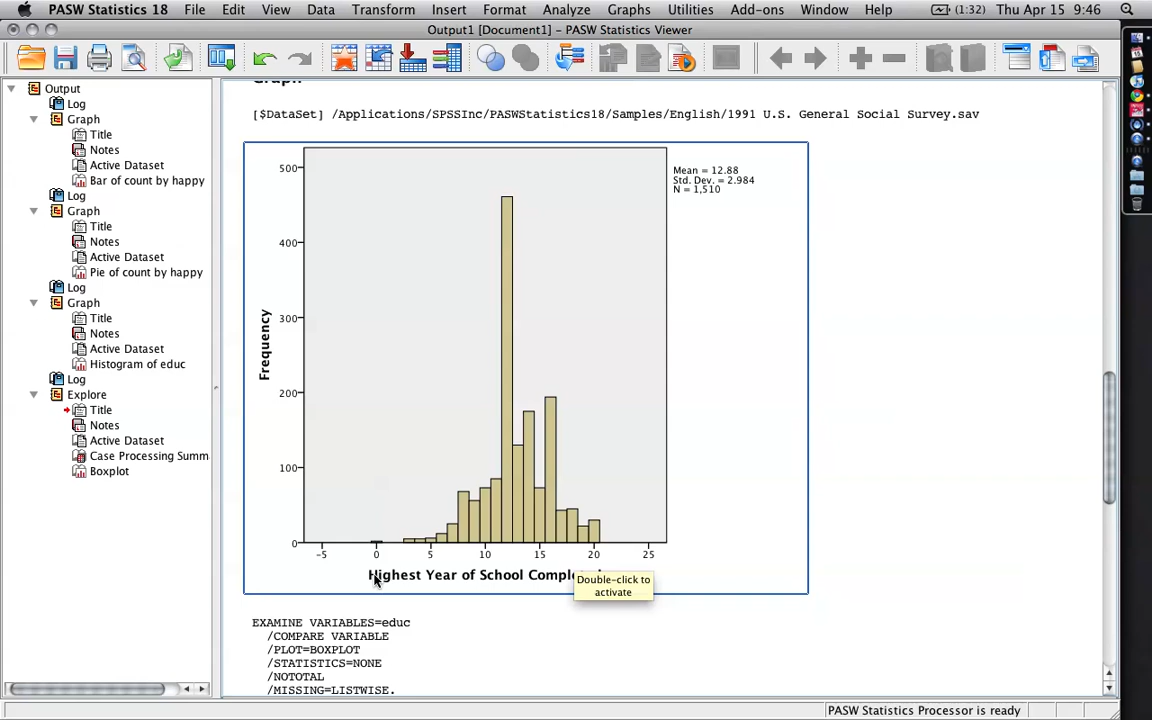 PASW Statistics 18 File Edit View Data Transform Insert Format Analyze Graphs Utilities Add-ons Window Help (1:32) Thu Apr 15 9:46
Output1 [Document1] – PASW Statistics Viewer
Output
Log
Graph
Title
Notes
Active Dataset
Bar of count by happy
Log
Graph
Title
Notes
Active Dataset
Pie of count by happy
Log
Graph
Title
Notes
Active Dataset
Histogram of educ
Log
Explore
Title
Notes
Active Dataset
Case Processing Summ
Boxplot
Graph
[$DataSet] /Applications/SPSSInc/PASWStatistics18/Samples/English/1991 U.S. General Social Survey.sav
Mean = 12.88
Std. Dev. = 2.984
N = 1,510
Frequency
500
400
300
200
100
0
-5 0 5 10 15 20 25
Highest Year of School Comple
Double-click to
activate
EXAMINE VARIABLES=educ
/COMPARE VARIABLE
/PLOT=BOXPLOT
/STATISTICS=NONE
/NOTOTAL
/MISSING=LISTWISE.
PASW Statistics Processor is ready